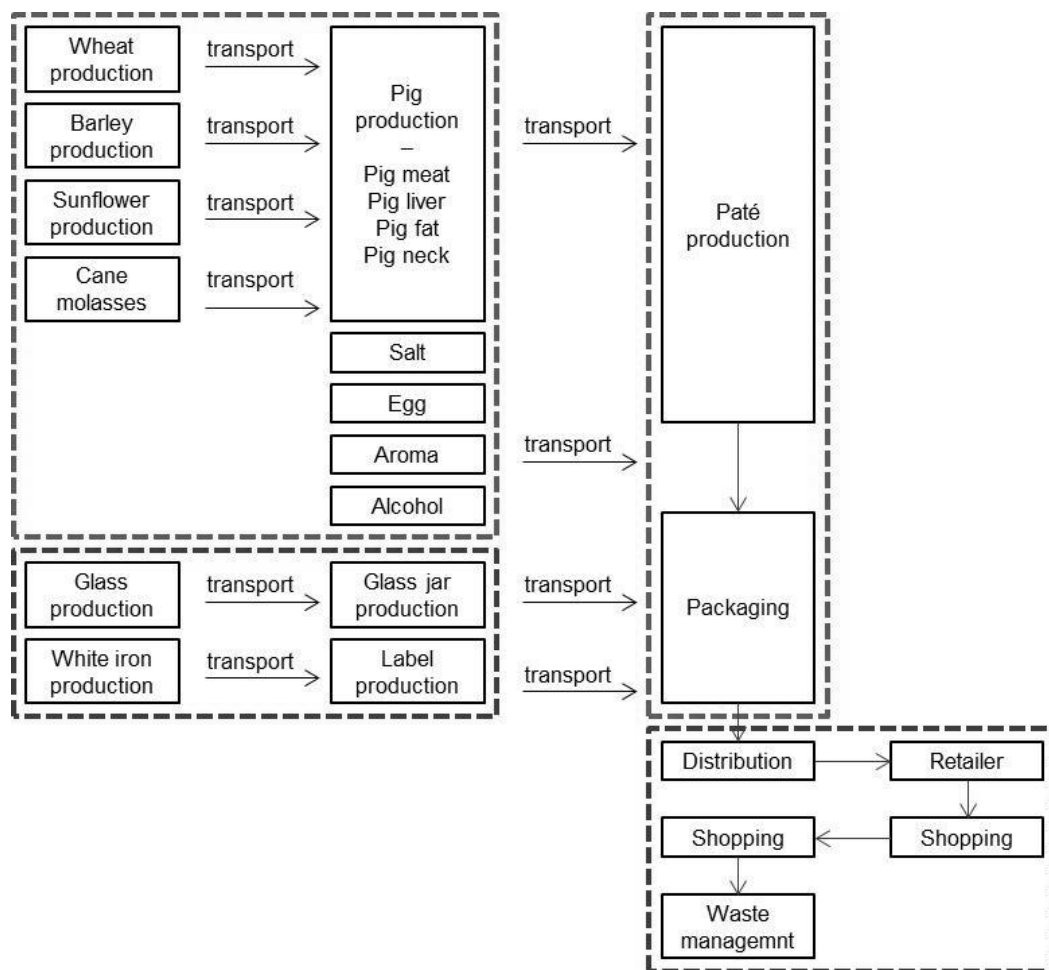 Wheat
production
transport
Barley
production
transport
Sunflower
production
transport
Cane
molasses
transport
Pig
production
–
Pig meat
Pig liver
Pig fat
Pig neck
transport
Paté
production
Salt
Egg
Aroma
Alcohol
transport
Glass
production
transport
Glass jar
production
transport
White iron
production
transport
Label
production
transport
Packaging
Distribution
Retailer
Shopping
Shopping
Waste
managemnt